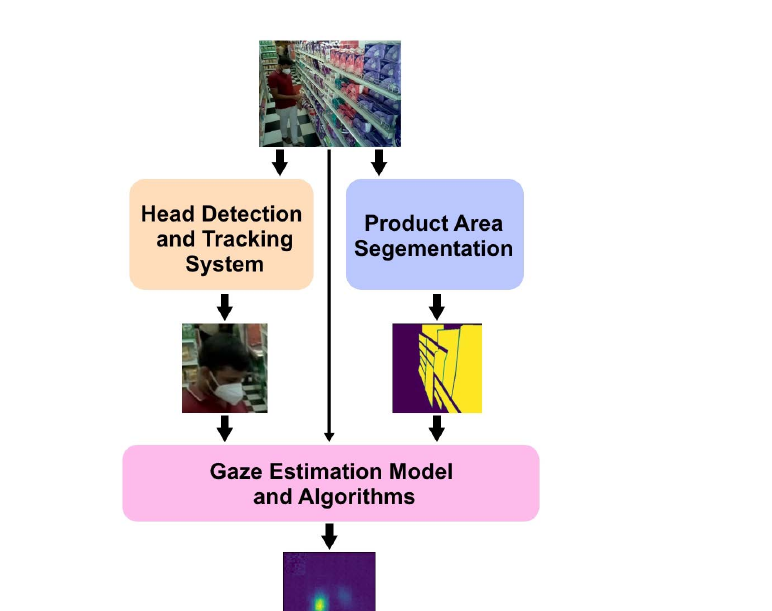 Head Detection
and Tracking
System
Product Area
Segementation
Gaze Estimation Model
and Algorithms